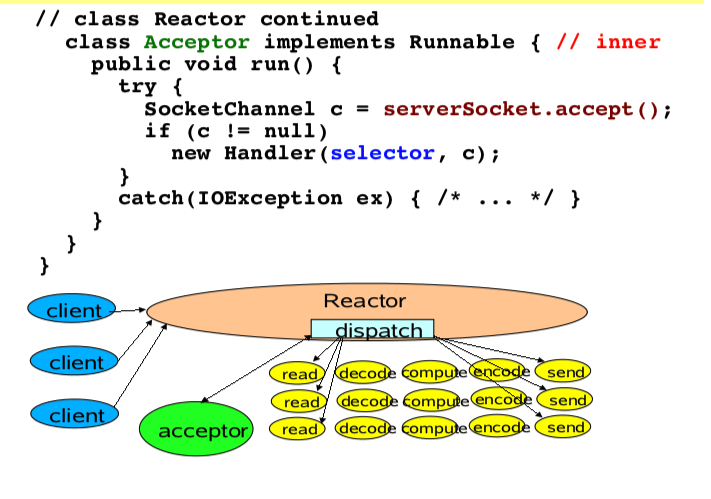 // class Reactor continued
class Acceptor implements Runnable { // inner
public void run() {
try {
SocketChannel c = serverSocket.accept();
if (c != null)
new Handler(selector, c);
}
catch(IOException ex) { /* ... */ }
}
}
}
Reactor
client
dispatch
client
read decode compute encode send
read decode compute encode send
client
acceptor
read decode compute encode send